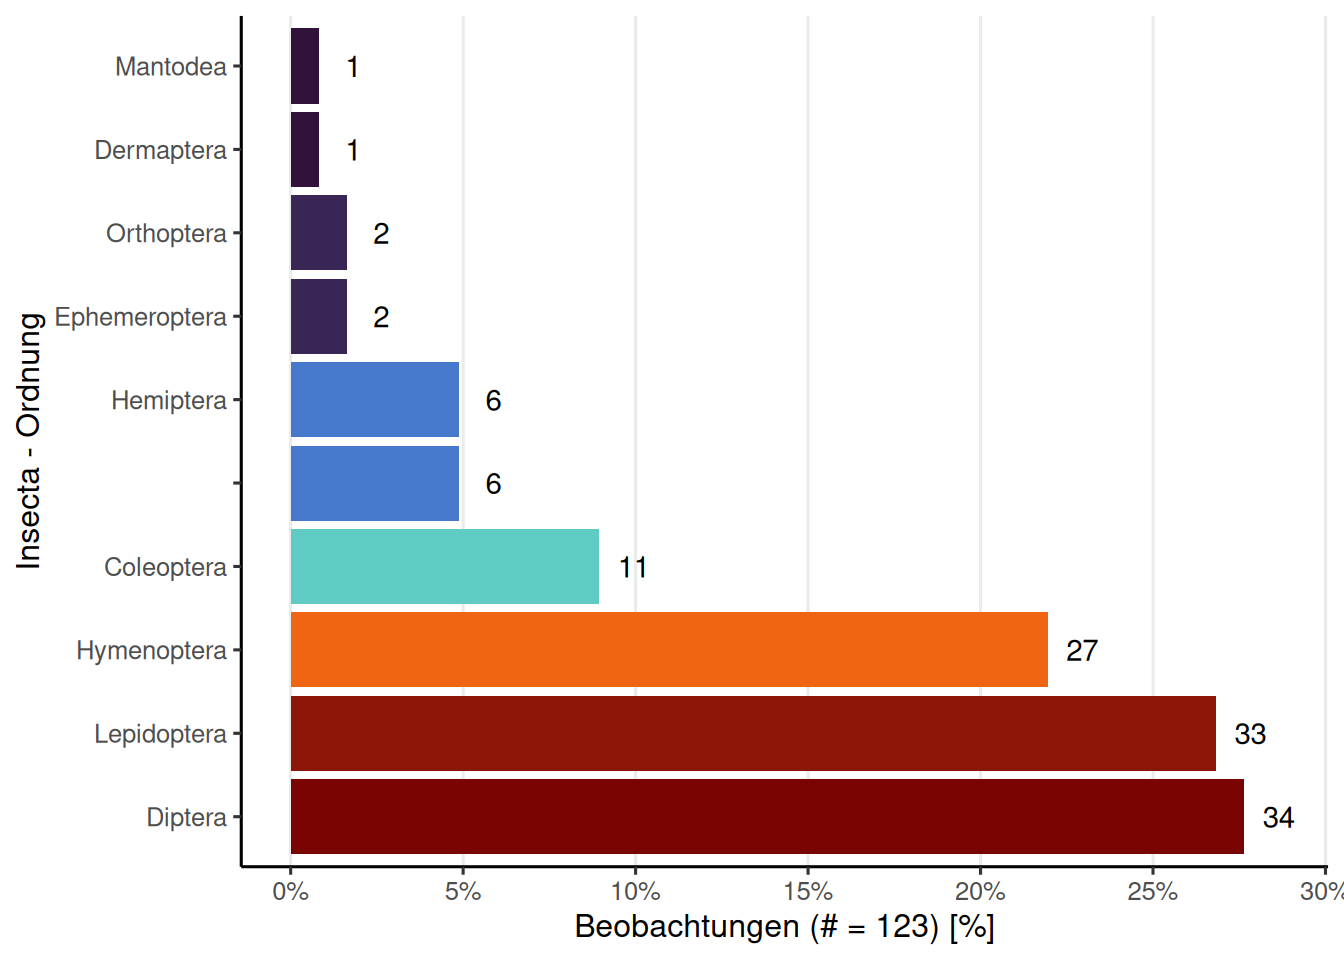 Insecta - Ordnung
Mantodea 1
Dermaptera 1
Orthoptera 2
Ephemeroptera 2
Hemiptera 6
6
Coleoptera 11
Hymenoptera 27
Lepidoptera 33
Diptera 34
0% 5% 10% 15% 20% 25% 30%
Beobachtungen (# = 123) [%]